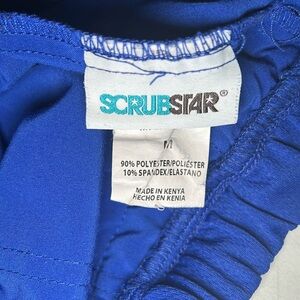 SCRUBSTAR®
M
90% POLYESTER/POLIÉSTER
10% SPANDEX/ELASTANO
MADE IN KENYA
HECHO EN KENIA